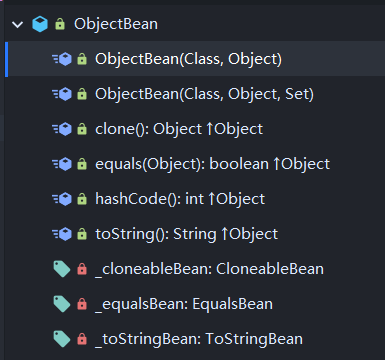 ObjectBean
ObjectBean(Class, Object)
ObjectBean(Class, Object, Set)
clone(): Object ↑Object
equals(Object): boolean ↑Object
hashCode(): int ↑Object
toString(): String ↑Object
_cloneableBean: CloneableBean
_equalsBean: EqualsBean
_toStringBean: ToStringBean